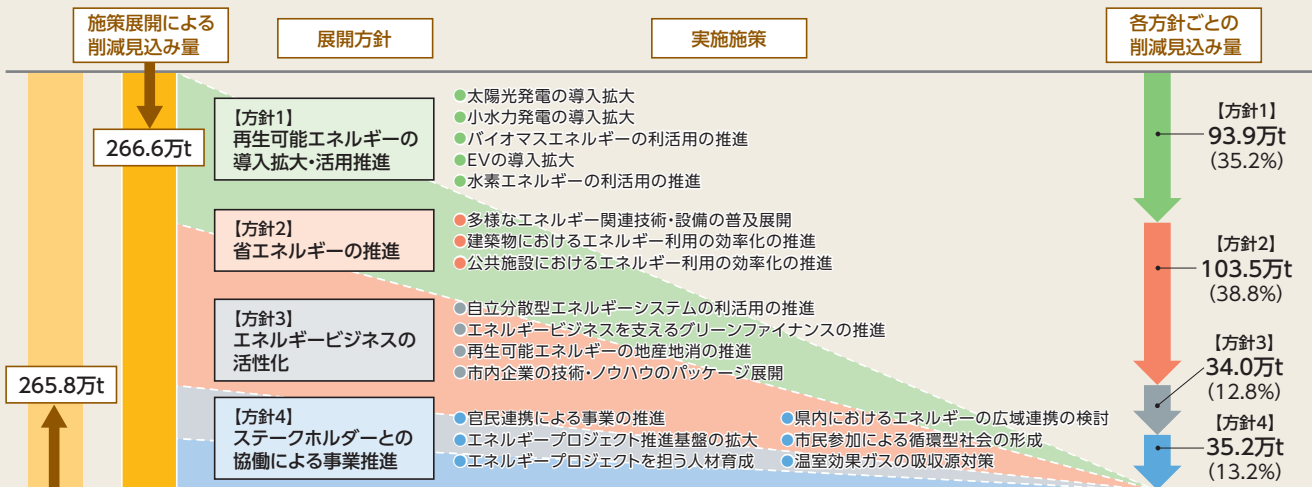 施策展開による
削減見込み量
展開方針
実施施策
各方針ごとの
削減見込み量
266.6万t
265.8万t
【方針1】
再生可能エネルギーの
導入拡大・活用推進
●太陽光発電の導入拡大
●小水力発電の導入拡大
●バイオマスエネルギーの利活用の推進
●EVの導入拡大
●水素エネルギーの利活用の推進
【方針1】
93.9万t
(35.2%)
【方針2】
省エネルギーの推進
●多様なエネルギー関連技術・設備の普及展開
●建築物におけるエネルギー利用の効率化の推進
●公共施設におけるエネルギー利用の効率化の推進
【方針2】
103.5万t
(38.8%)
【方針3】
エネルギービジネスの
活性化
●自立分散型エネルギーシステムの利活用の推進
●エネルギービジネスを支えるグリーンファイナンスの推進
●再生可能エネルギーの地産地消の推進
●市内企業の技術・ノウハウのパッケージ展開
【方針3】
34.0万t
(12.8%)
【方針4】
ステークホルダーとの
協働による事業推進
●官民連携による事業の推進
●エネルギープロジェクト推進基盤の拡大
●エネルギープロジェクトを担う人材育成
●県内におけるエネルギーの広域連携の検討
●市民参加による循環型社会の形成
●温室効果ガスの吸収源対策
【方針4】
35.2万t
(13.2%)